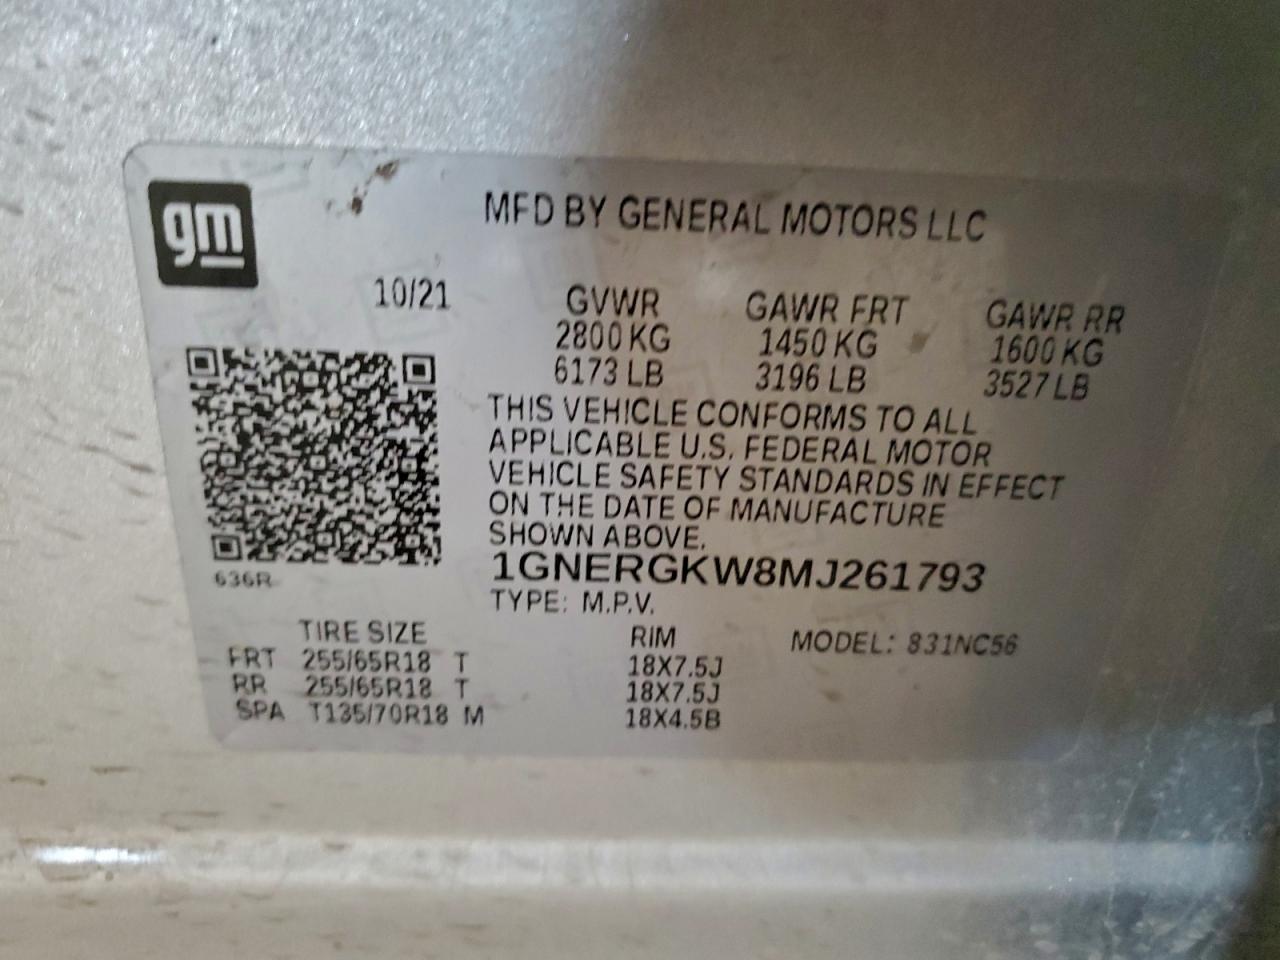 gm
MFD BY GENERAL MOTORS LLC
10/21
GVWR GAWR FRT GAWR RR
2800 KG 1450 KG 1600 KG
6173 LB 3196 LB 3527 LB
THIS VEHICLE CONFORMS TO ALL
APPLICABLE U.S. FEDERAL MOTOR
VEHICLE SAFETY STANDARDS IN EFFECT
ON THE DATE OF MANUFACTURE
SHOWN ABOVE.
1GNERGKW8MJ261793
636R
TYPE: M.P.V.
TIRE SIZE RIM MODEL: 831NC56
FRT 255/65R18 T 18X7.5J
RR 255/65R18 T 18X7.5J
SPA T135/70R18 M 18X4.5B